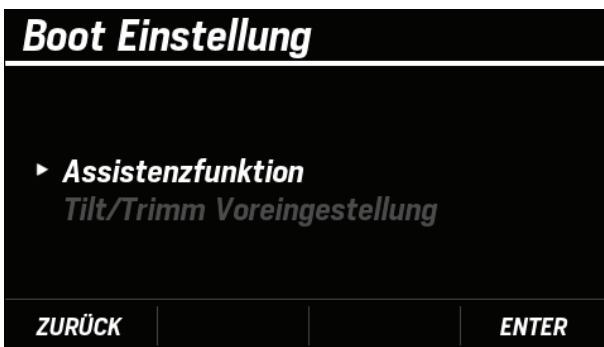 Boot Einstellung
Assistenzfunktion
Tilt/Trimm Voreingestellung
ZURÜCK ENTER